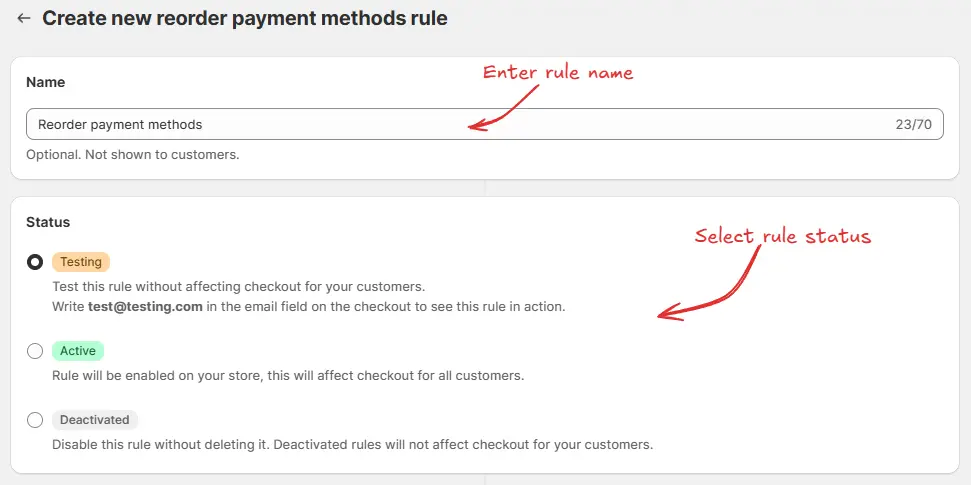 Create new reorder payment methods rule
Enter rule name
Name
Reorder payment methods 23/70
Optional. Not shown to customers.
Status
Select rule status
Testing
Test this rule without affecting checkout for your customers.
Write test@testing.com in the email field on the checkout to see this rule in action.
Active
Rule will be enabled on your store, this will affect checkout for all customers.
Deactivated
Disable this rule without deleting it. Deactivated rules will not affect checkout for your customers.